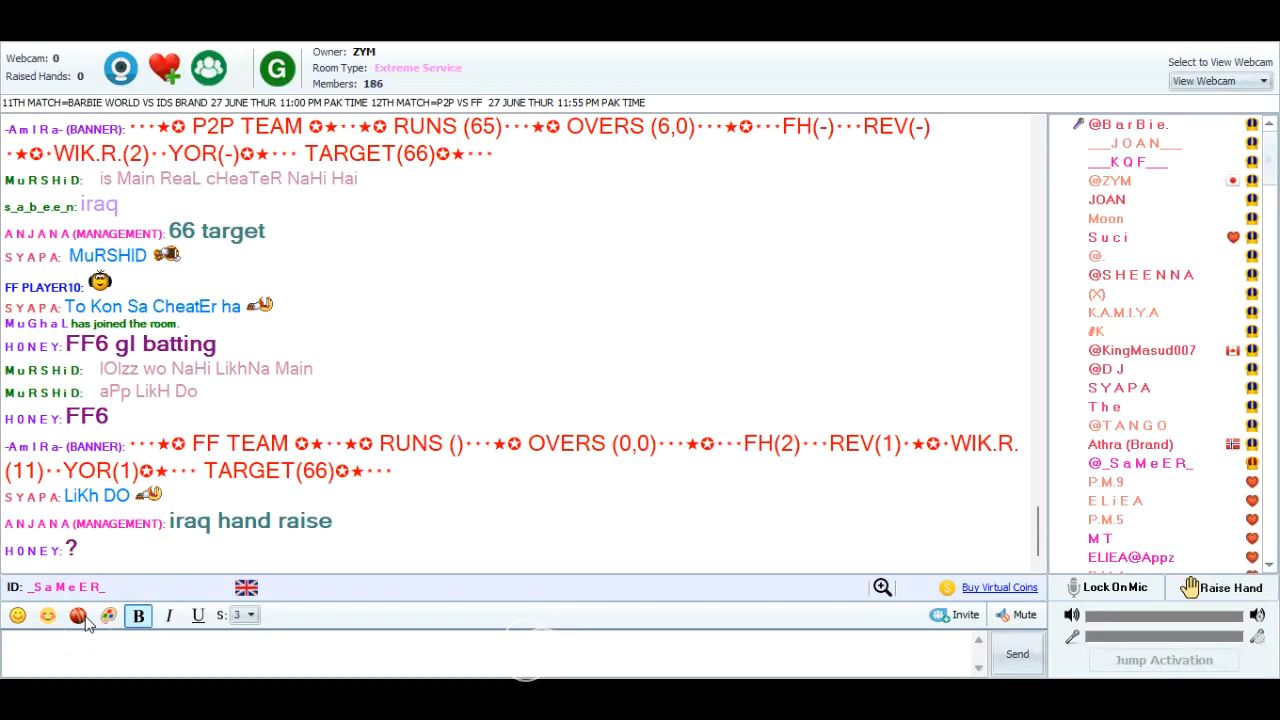 Webcam: 0
Raised Hands: 0
G
Owner: ZYM
Room Type: Extreme Service
Members: 186
Select to View Webcam
View Webcam
11TH MATCH=BARBIE WORLD VS IDS BRAND 27 JUNE THUR 11:00 PM PAK TIME 12TH MATCH=P2P VS FF 27 JUNE THUR 11:55 PM PAK TIME
-A m I R a- (BANNER): ···★✪ P2P TEAM ✪★··★✪ RUNS (65)···★✪ OVERS (6,0)··★✪···FH(-)···REV(-)
·★✪·WIK.R.(2)··YOR(-)✪★··· TARGET(66)✪★···
M u R S H i D: is Main ReaL cHeaTeR NaHi Hai
s_a_b_e_e_n: iraq
A N J A N A (MANAGEMENT): 66 target
S Y A P A: MuRSHID
FF PLAYER10:
S Y A P A: To Kon Sa CheatEr ha
M u G h a L has joined the room.
H 0 N E Y: FF6 gl batting
M u R S H i D: lOlzz wo NaHi LikhNa Main
M u R S H i D: aPp LikH Do
H 0 N E Y: FF6
-A m I R a- (BANNER): ···★✪ FF TEAM ✪★··★✪ RUNS ()···★✪ OVERS (0,0)··★✪···FH(2)···REV(1)·★✪·WIK.R.
(11)··YOR(1)✪★··· TARGET(66)✪★···
S Y A P A: LiKh DO
A N J A N A (MANAGEMENT): iraq hand raise
H 0 N E Y: ?
@B a r B i e.
___J O A N___
___K Q F___
@ZYM
JOAN
Moon
S u c i
@.
@S H E E N N A
(X)
K.A.M.I.Y.A
#K
@KingMasud007
@D J
S Y A P A
T h e
@T A N G O
Athra (Brand)
@_S a M e E R_
P.M.9
E L i E A
P.M.5
M T
ELIEA@Appz
ID: _S a M e E R_
Buy Virtual Coins
Lock On Mic
Raise Hand
B I U S: 3
Invite
Mute
Send
Jump Activation